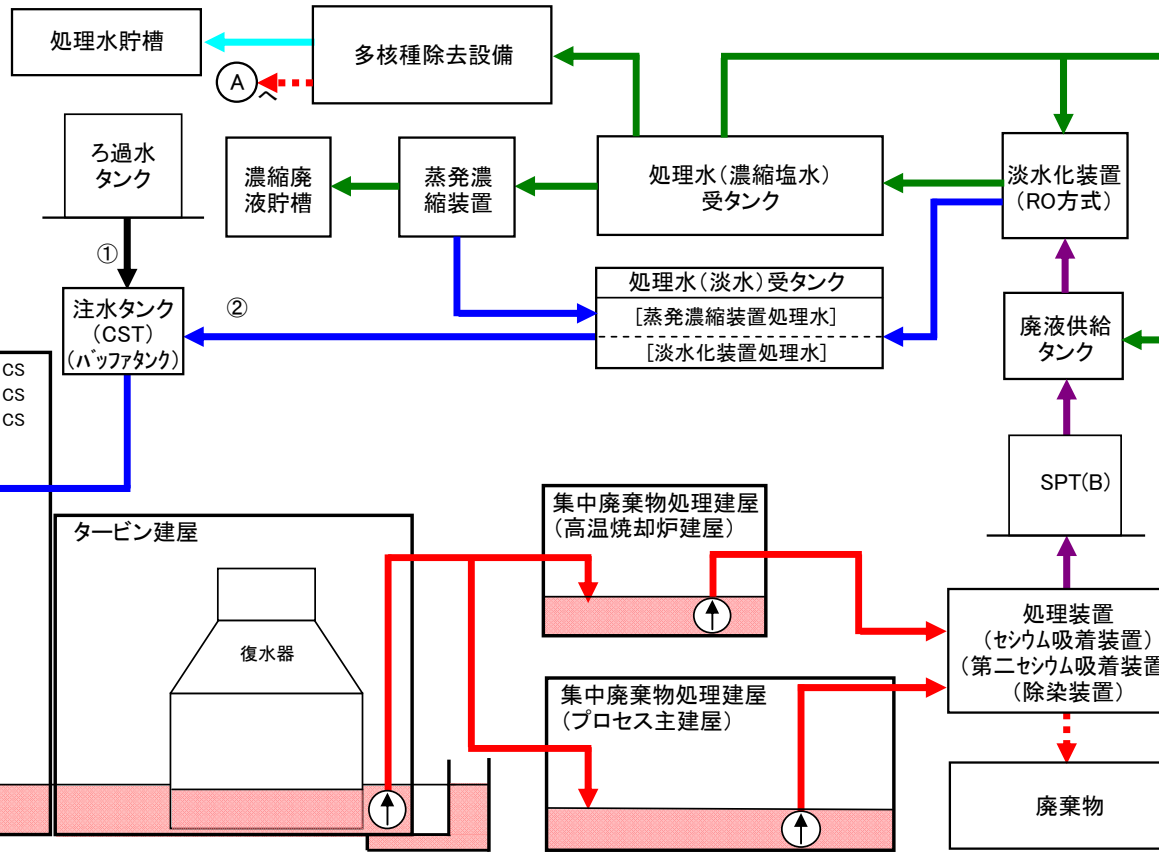 処理水貯槽
多核種除去設備
A
へ
ろ過水
タンク
濃縮廃
液貯槽
蒸発濃
縮装置
処理水(濃縮塩水)
受タンク
淡水化装置
(RO方式)
①
注水タンク
(CST)
(バッファタンク)
②
処理水(淡水)受タンク
[蒸発濃縮装置処理水]
[淡水化装置処理水]
廃液供給
タンク
CS
CS
CS
SPT(B)
タービン建屋
復水器
集中廃棄物処理建屋
(高温焼却炉建屋)
集中廃棄物処理建屋
(プロセス主建屋)
処理装置
(セシウム吸着装置)
(第二セシウム吸着装置
(除染装置)
廃棄物